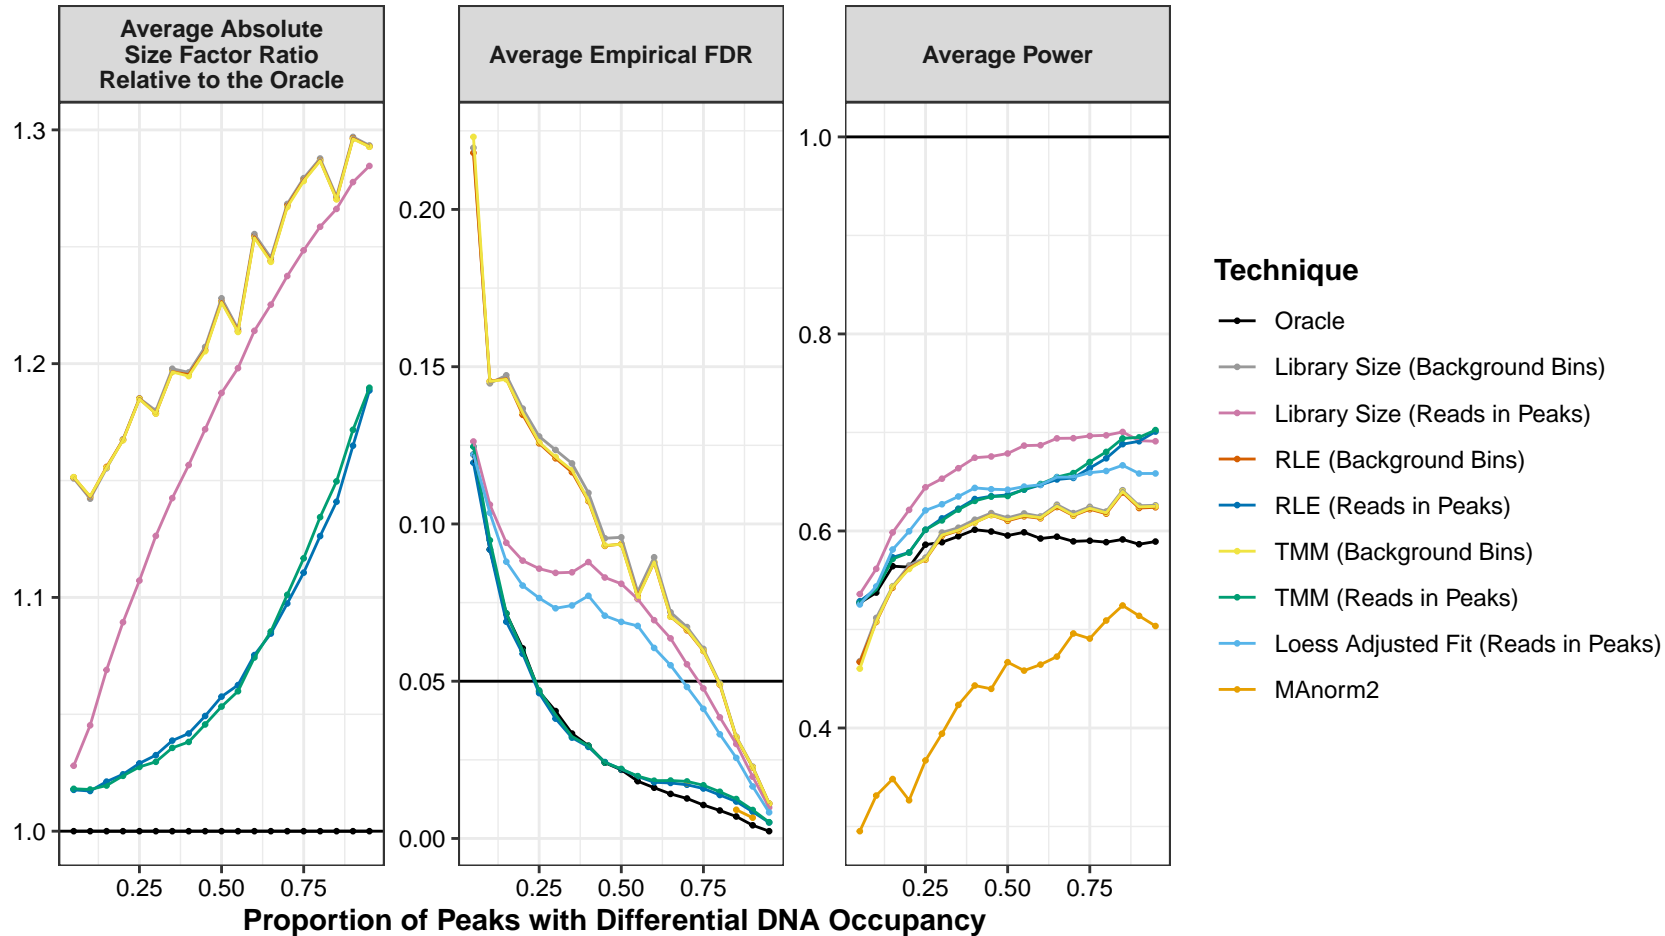 Average Absolute
Size Factor Ratio
Relative to the Oracle
Average Empirical FDR
Average Power
1.3
1.2
1.1
1.0
0.20
0.15
0.10
0.05
0.00
1.0
0.8
0.6
0.4
0.25 0.50 0.75
0.25 0.50 0.75
0.25 0.50 0.75
Proportion of Peaks with Differential DNA Occupancy
Technique
Oracle
Library Size (Background Bins)
Library Size (Reads in Peaks)
RLE (Background Bins)
RLE (Reads in Peaks)
TMM (Background Bins)
TMM (Reads in Peaks)
Loess Adjusted Fit (Reads in Peaks)
MAnorm2